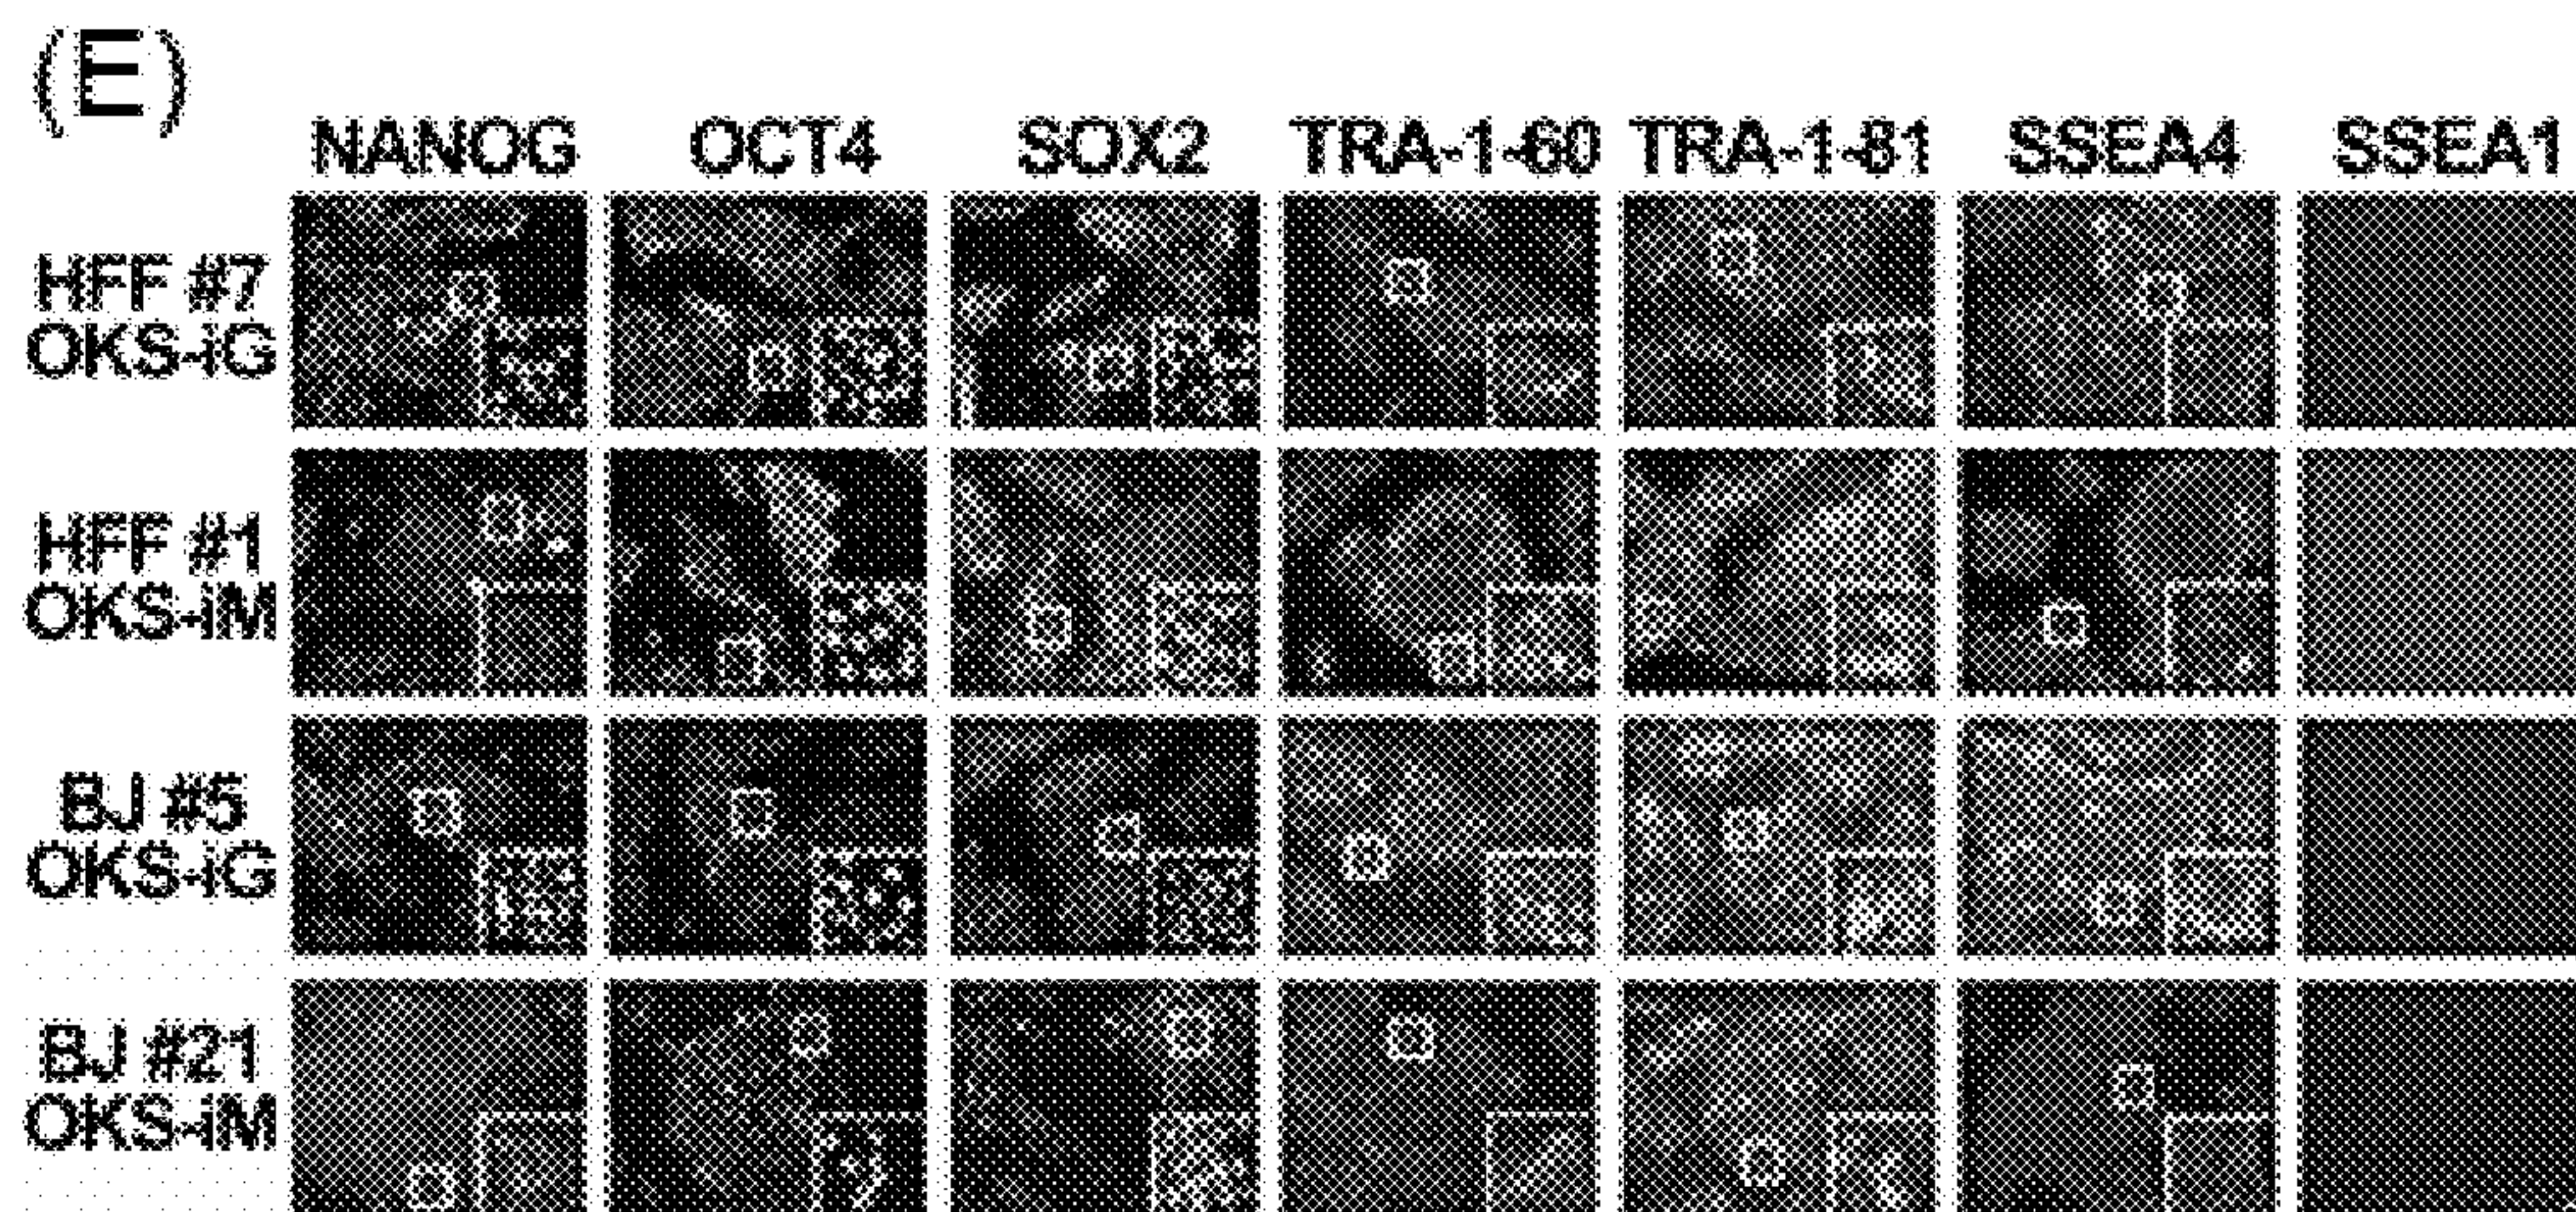 (E)
NANOG OCT4 SOX2 TRA-1-60 TRA-1-81 SSEA4 SSEA1
HFF #7
OKS-iG
HFF #1
OKS-iM
BJ #5
OKS-iG
BJ #21
OKS-iM